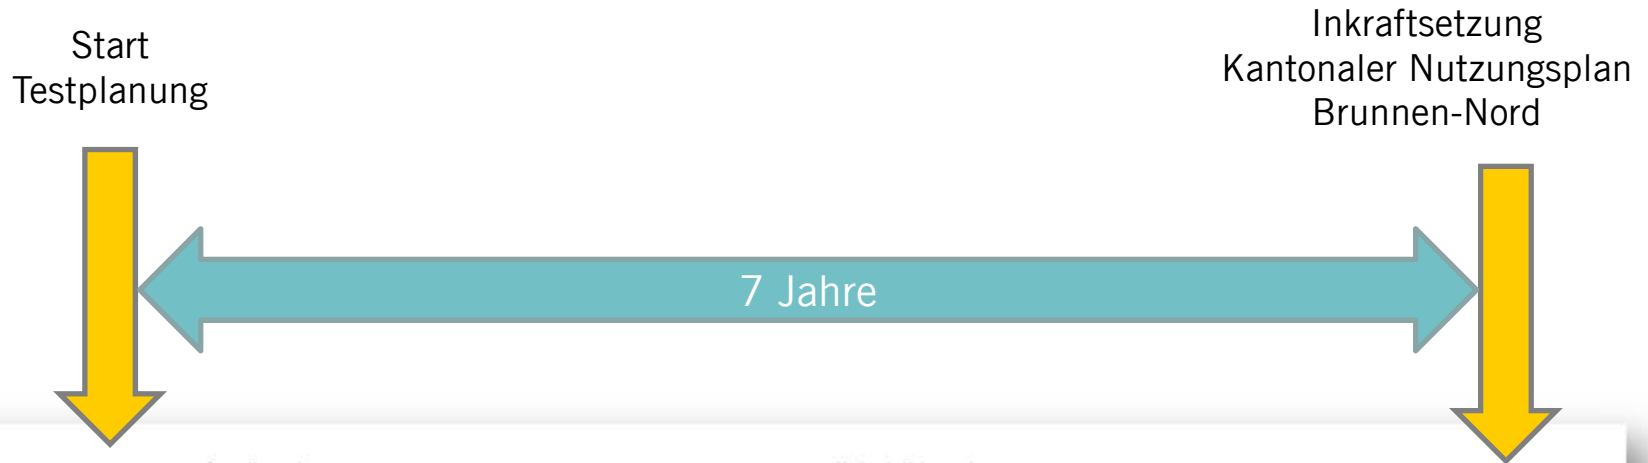 Start
Testplanung
Inkraftsetzung
Kantonaler Nutzungsplan
Brunnen-Nord
7 Jahre